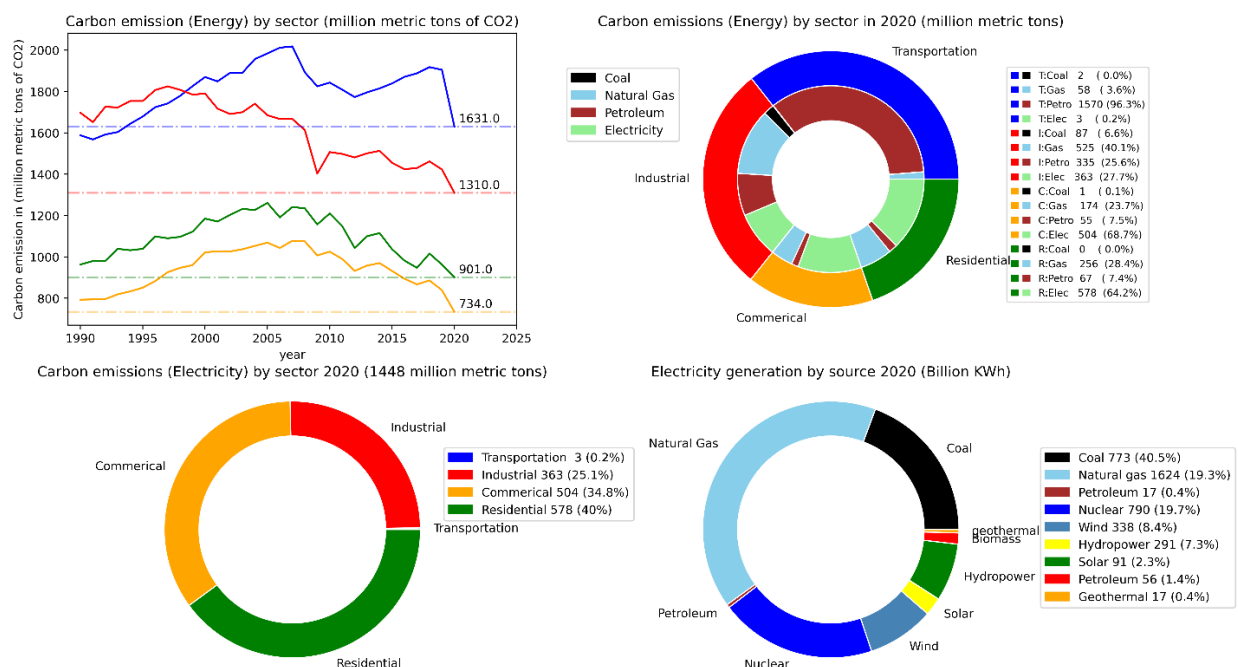 Carbon emission (Energy) by sector (million metric tons of CO2)
Carbon emission in (million metric tons of CO2)
2000
1800
1600
1400
1200
1000
800
1631.0
1310.0
901.0
734.0
1990
1995
2000
2005
2010
2015
2020
2025
year
Carbon emissions (Energy) by sector in 2020 (million metric tons)
Coal
Natural Gas
Petroleum
Electricity
Transportation
Industrial
Commerical
Residential
T:Coal 2 ( 0.0%)
T:Gas 58 ( 3.6%)
T:Petro 1570 (96.3%)
T:Elec 3 ( 0.2%)
I:Coal 87 ( 6.6%)
I:Gas 525 (40.1%)
I:Petro 335 (25.6%)
I:Elec 363 (27.7%)
C:Coal 1 ( 0.1%)
C:Gas 174 (23.7%)
C:Petro 55 ( 7.5%)
C:Elec 504 (68.7%)
R:Coal 0 ( 0.0%)
R:Gas 256 (28.4%)
R:Petro 67 ( 7.4%)
R:Elec 578 (64.2%)
Carbon emissions (Electricity) by sector 2020 (1448 million metric tons)
Industrial
Commerical
Transportation
Residential
Transportation 3 (0.2%)
Industrial 363 (25.1%)
Commerical 504 (34.8%)
Residential 578 (40%)
Electricity generation by source 2020 (Billion KWh)
Natural Gas
Coal
geothermal
Biomass
Hydropower
Solar
Wind
Nuclear
Petroleum
Coal 773 (40.5%)
Natural gas 1624 (19.3%)
Petroleum 17 (0.4%)
Nuclear 790 (19.7%)
Wind 338 (8.4%)
Hydropower 291 (7.3%)
Solar 91 (2.3%)
Petroleum 56 (1.4%)
Geothermal 17 (0.4%)